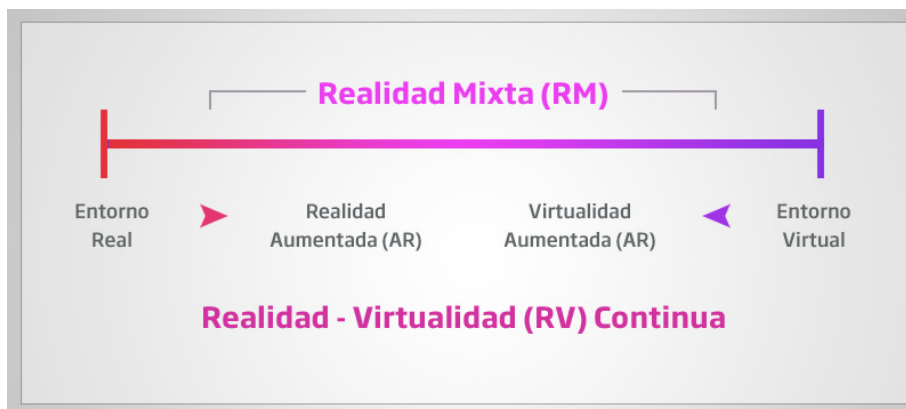 Realidad Mixta (RM)
Entorno
Real
Realidad
Aumentada (AR)
Virtualidad
Aumentada (AR)
Entorno
Virtual
Realidad - Virtualidad (RV) Continua